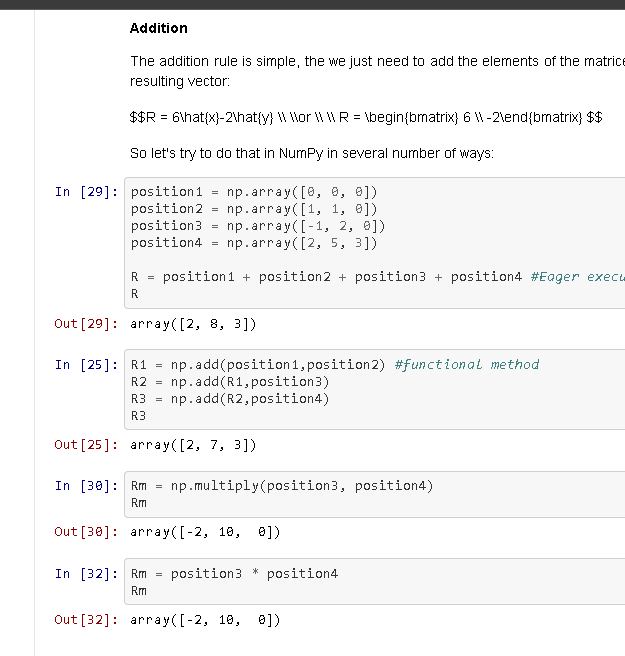 Addition
The addition rule is simple, the we just need to add the elements of the matrice
resulting vector:
$$R = 6\hat{x}-2\hat{y} \\ \\or \\ \\ R = \begin{bmatrix} 6 \\ -2\end{bmatrix} $$
So let's try to do that in NumPy in several number of ways:
In [29]: position1 = np.array([0, 0, 0])
position2 = np.array([1, 1, 0])
position3 = np.array([-1, 2, 0])
position4 = np.array([2, 5, 3])
R = position1 + position2 + position3 + position4 #Eager execu
R
Out[29]: array([2, 8, 3])
In [25]: R1 = np.add(position1,position2) #functional method
R2 = np.add(R1,position3)
R3 = np.add(R2,position4)
R3
Out[25]: array([2, 7, 3])
In [30]: Rm = np.multiply(position3, position4)
Rm
Out[30]: array([-2, 10,  0])
In [32]: Rm = position3 * position4
Rm
Out[32]: array([-2, 10,  0])